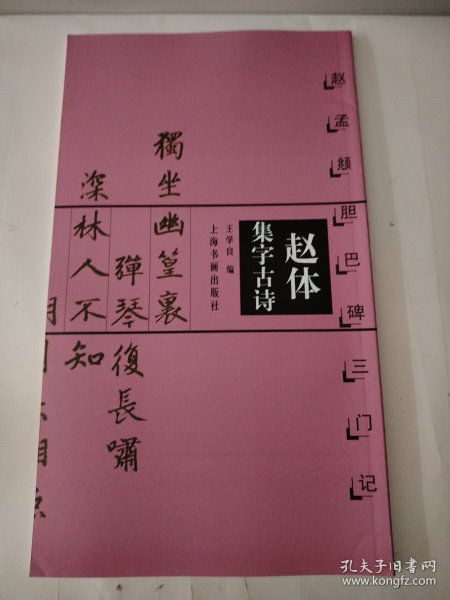 赵孟頫胆巴碑三门记
赵体
集字古诗
王学良 编
上海书画出版社
獨坐幽篁裏
彈琴復長嘯
深林人不知
孔夫子旧书网
www.kongfz.com